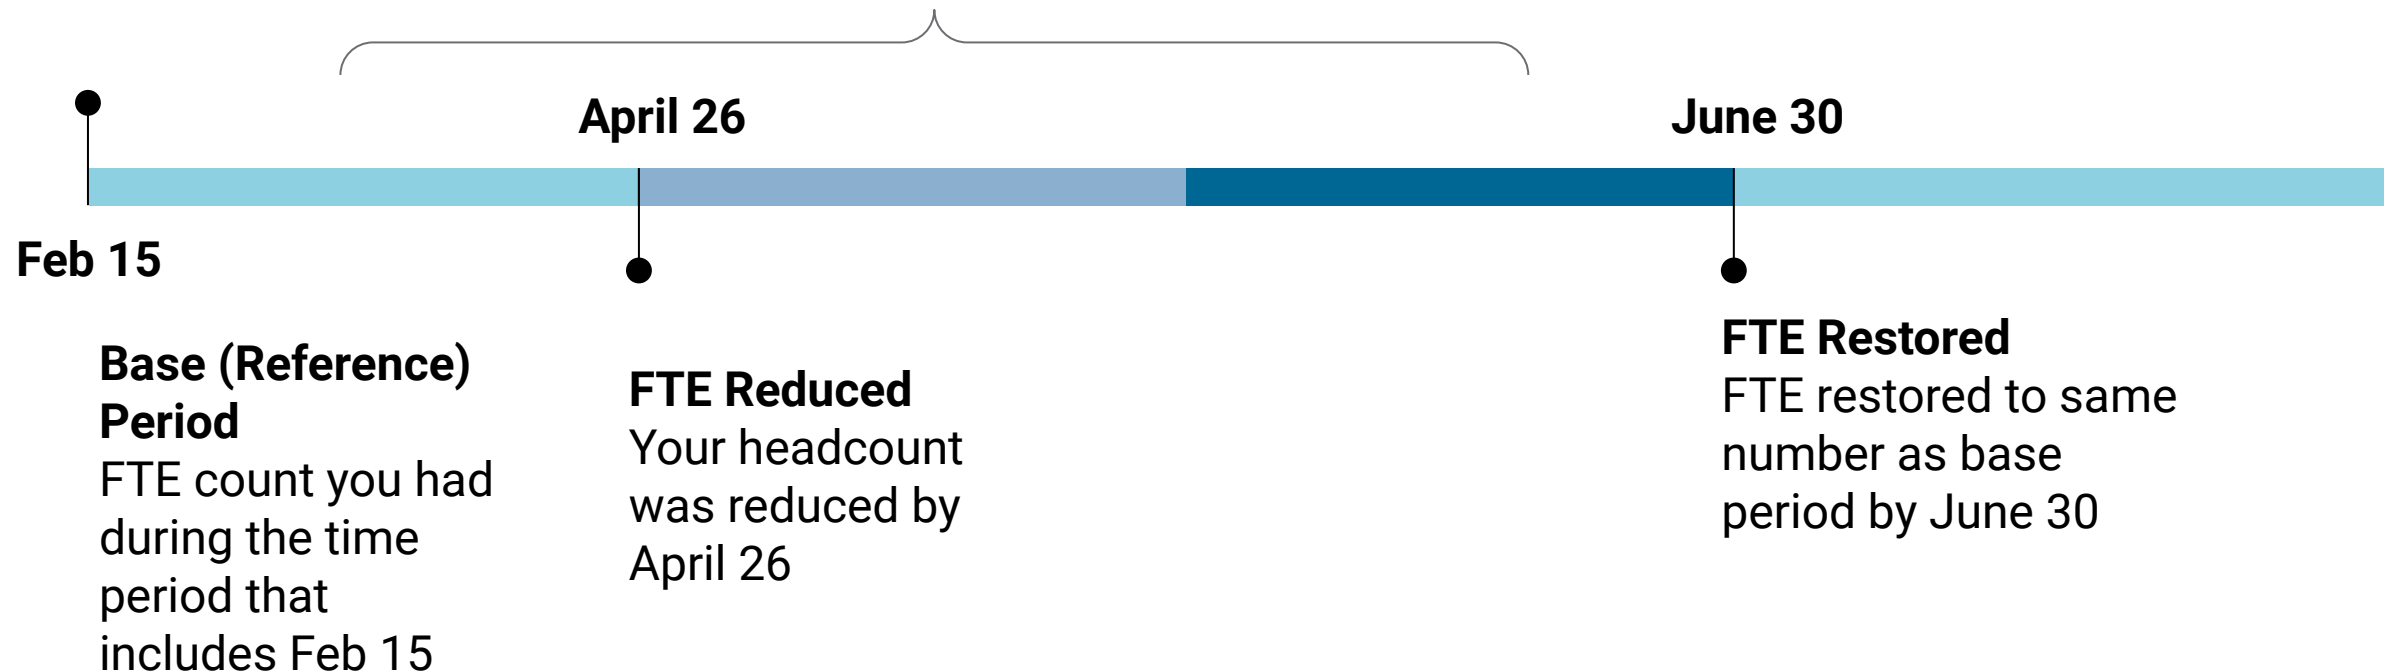 April 26
June 30
Feb 15
Base (Reference)
Period
FTE count you had
during the time
period that
includes Feb 15
FTE Reduced
Your headcount
was reduced by
April 26
FTE Restored
FTE restored to same
number as base
period by June 30